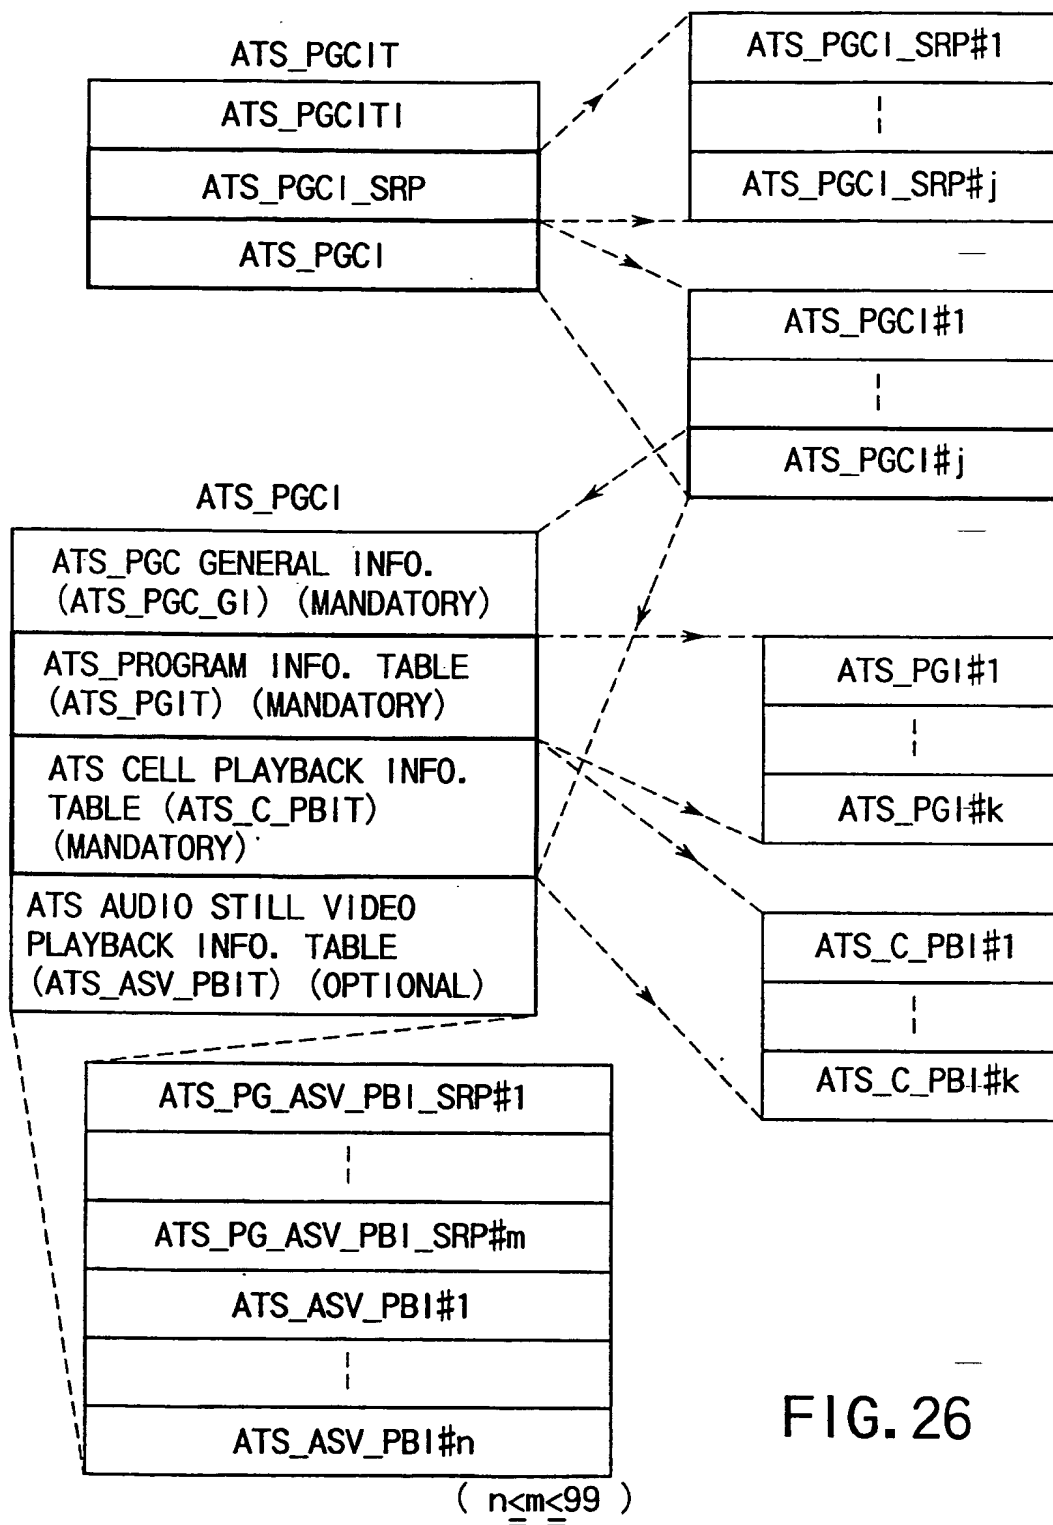 ATS_PGCIT
ATS_PGCITI
ATS_PGCI_SRP
ATS_PGCI
ATS_PGCI_SRP#1
ATS_PGCI_SRP#j
ATS_PGCI#1
ATS_PGCI#j
ATS_PGCI
ATS_PGC GENERAL INFO.
(ATS_PGC_GI) (MANDATORY)
ATS_PROGRAM INFO. TABLE
(ATS_PGIT) (MANDATORY)
ATS CELL PLAYBACK INFO.
TABLE (ATS_C_PBIT)
(MANDATORY)
ATS AUDIO STILL VIDEO
PLAYBACK INFO. TABLE
(ATS_ASV_PBIT) (OPTIONAL)
ATS_PGI#1
ATS_PGI#k
ATS_C_PBI#1
ATS_C_PBI#k
ATS_PG_ASV_PBI_SRP#1
ATS_PG_ASV_PBI_SRP#m
ATS_ASV_PBI#1
ATS_ASV_PBI#n
( n≤m≤99 )
FIG. 26